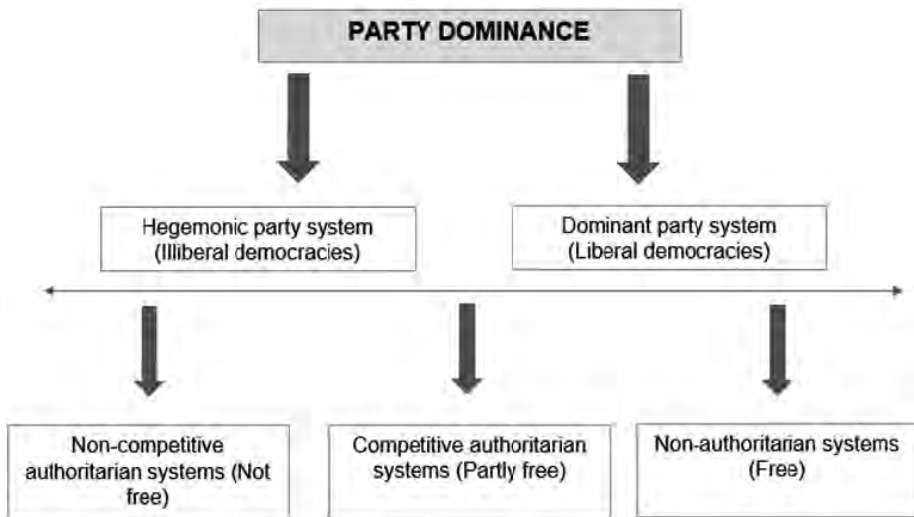 PARTY DOMINANCE
Hegemonic party system
(Illiberal democracies)
Dominant party system
(Liberal democracies)
Non-competitive
authoritarian systems (Not
free)
Competitive authoritarian
systems (Partly free)
Non-authoritarian systems
(Free)